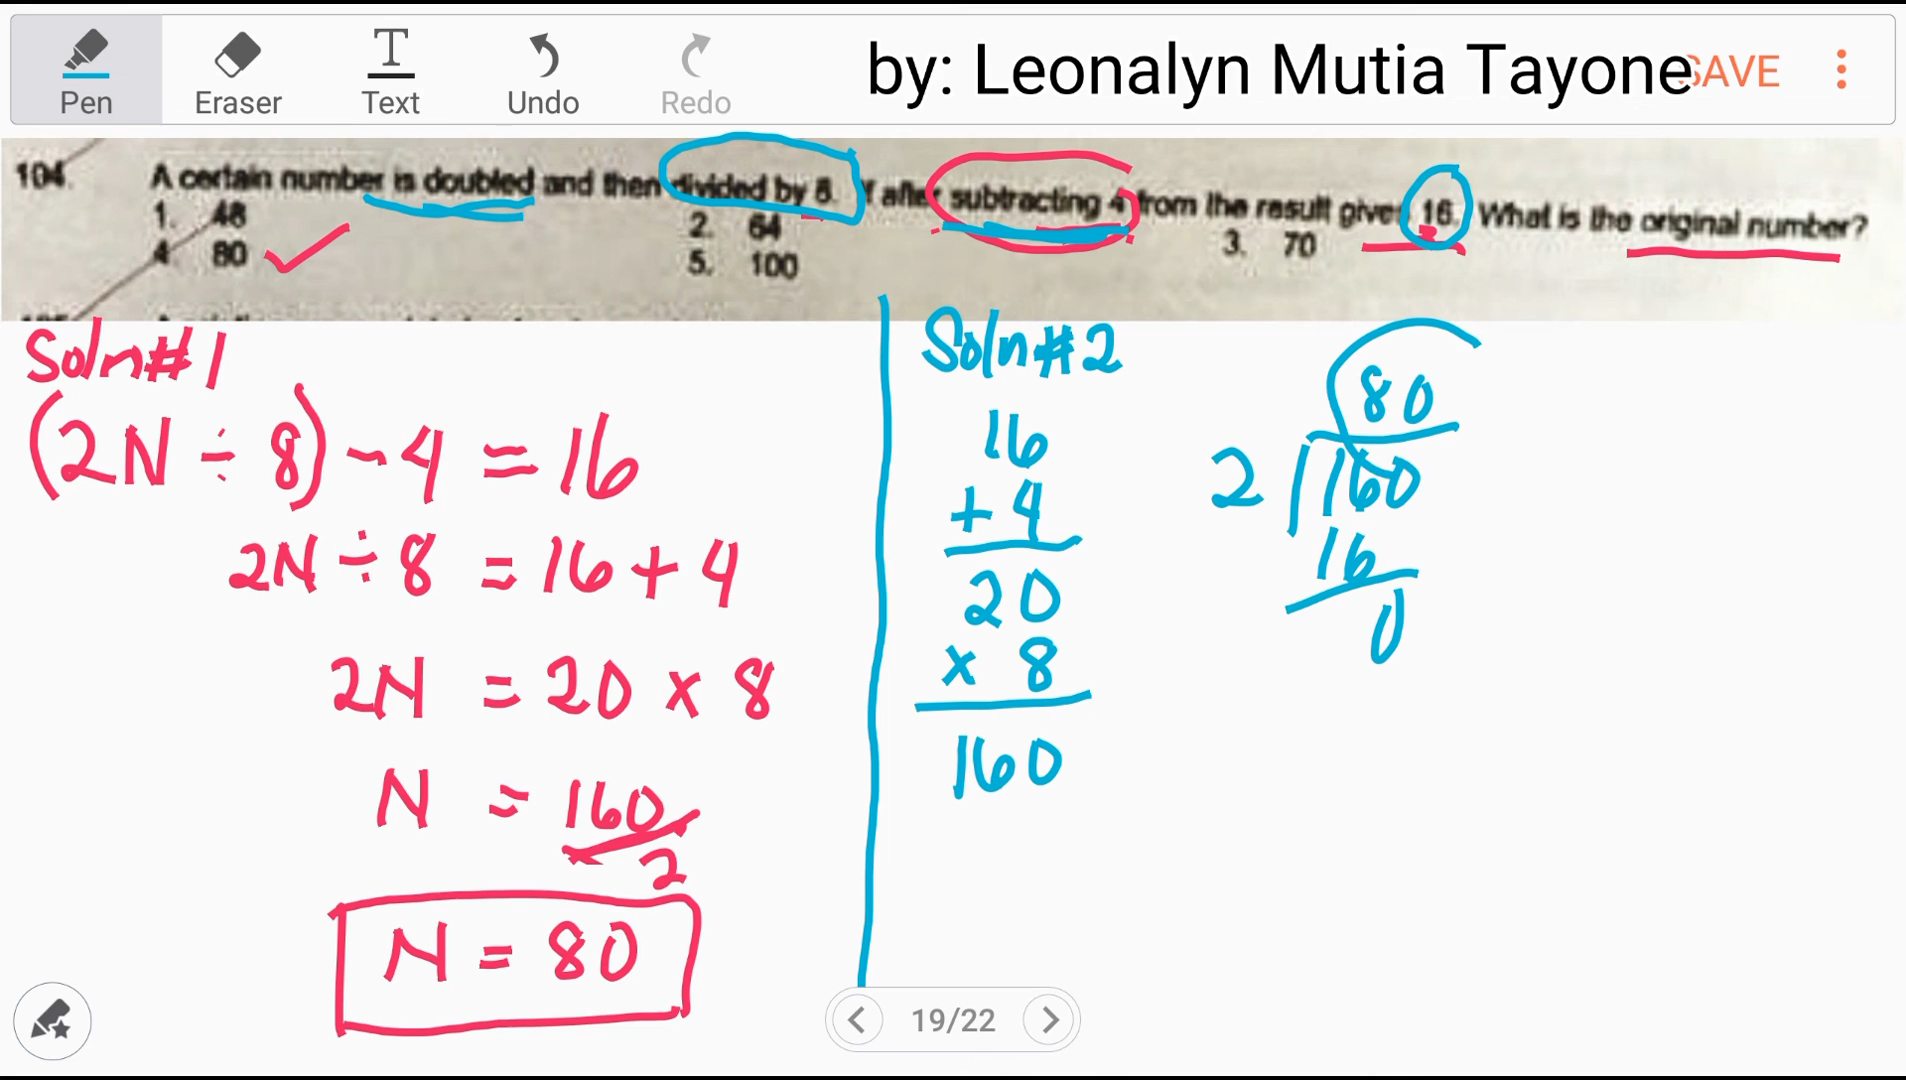 Pen
Eraser
Text
Undo
Redo
by: Leonalyn Mutia Tayone
SAVE
104. A certain number is doubled and then divided by 8. If after subtracting 4 from the result gives 16. What is the original number?
1. 48
2. 64
3. 70
4. 80
5. 100
Soln#1
(2N ÷ 8) - 4 = 16
2N ÷ 8 = 16 + 4
2N = 20 x 8
N = 160
2
N = 80
Soln#2
16
+ 4
20
x 8
160
80
2 160
16
0
19/22